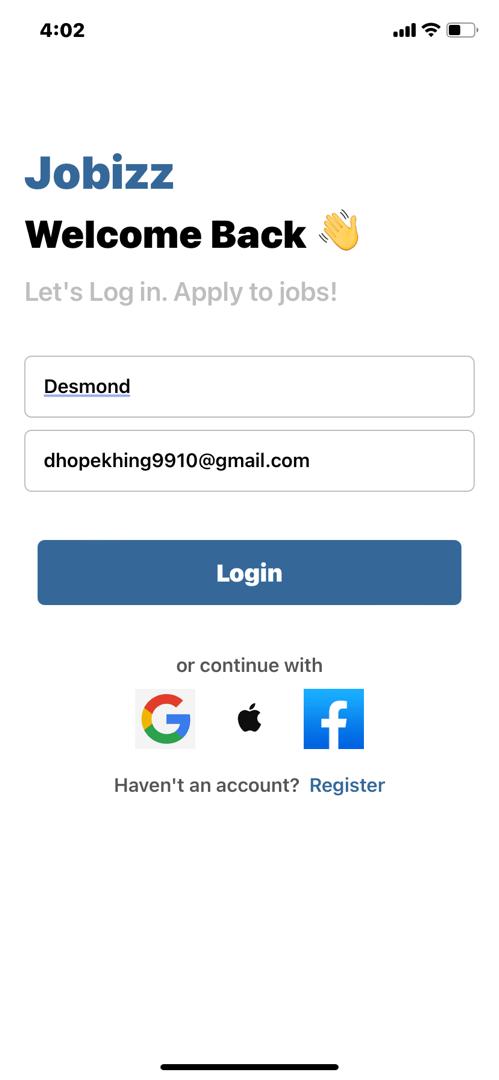 4:02
Jobizz
Welcome Back 👋
Let's Log in. Apply to jobs!
Desmond
dhopekhing9910@gmail.com
Login
or continue with
Haven't an account? Register